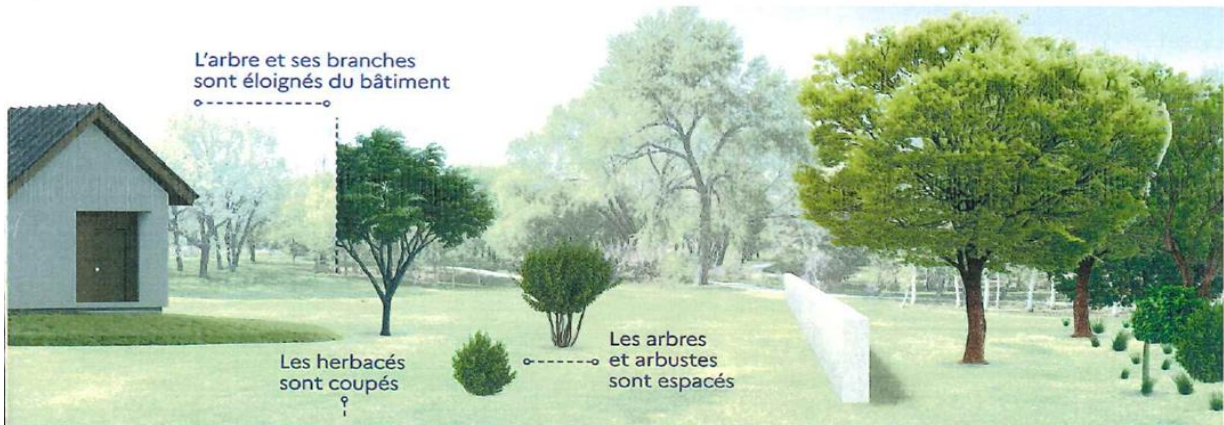 L'arbre et ses branches
sont éloignés du bâtiment
Les herbacés
sont coupés
Les arbres
et arbustes
sont espacés